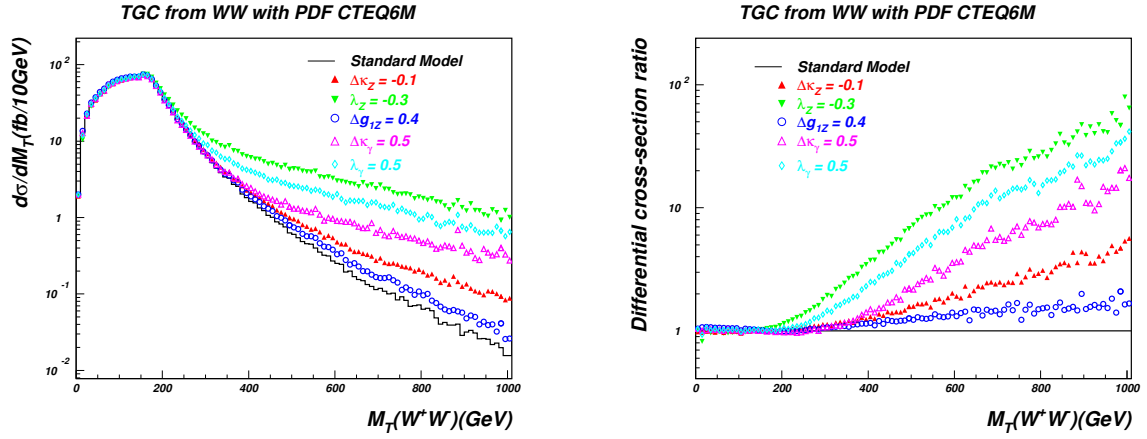 TGC from WW with PDF CTEQ6M
dσ/dM_T(fb/10GeV)
10²
10
1
10⁻¹
10⁻²
Standard Model
Δκ_Z = -0.1
λ_Z = -0.3
Δg_1Z = 0.4
Δκ_γ = 0.5
λ_γ 0.5
0 200 400 600 800 1000
M_T(W⁺W⁻)(GeV)
TGC from WW with PDF CTEQ6M
Differential cross-section ratio
10²
10
1
Standard Model
Δκ_Z = -0.1
λ_Z = -0.3
Δg_1Z = 0.4
Δκ_γ = 0.5
λ_γ 0.5
0 200 400 600 800 1000
M_T(W⁺W⁻)(GeV)